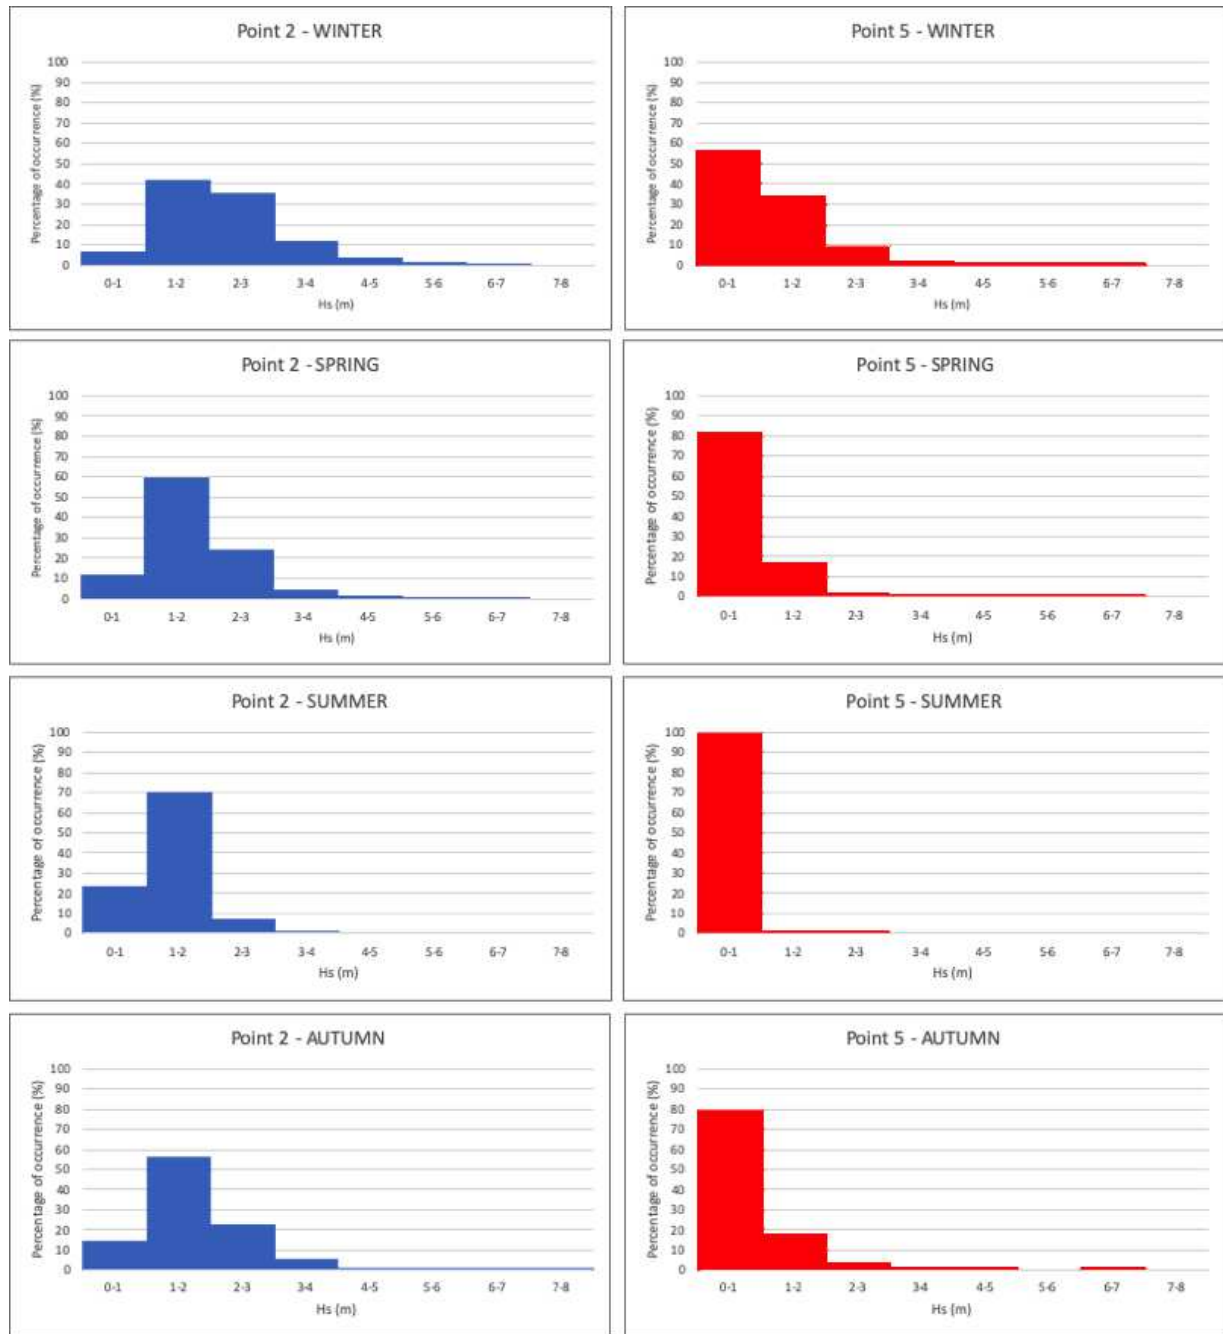 Point 2 - WINTER
Percentage of occurrence (%)
100
90
80
70
60
50
40
30
20
10
0
0-1 1-2 2-3 3-4 4-5 5-6 6-7 7-8
Hs (m)
Point 5 - WINTER
Percentage of occurrence (%)
100
90
80
70
60
50
40
30
20
10
0
0-1 1-2 2-3 3-4 4-5 5-6 6-7 7-8
Hs (m)
Point 2 - SPRING
Percentage of occurrence (%)
100
90
80
70
60
50
40
30
20
10
0
0-1 1-2 2-3 3-4 4-5 5-6 6-7 7-8
Hs (m)
Point 5 - SPRING
Percentage of occurrence (%)
100
90
80
70
60
50
40
30
20
10
0
0-1 1-2 2-3 3-4 4-5 5-6 6-7 7-8
Hs (m)
Point 2 - SUMMER
Percentage of occurrence (%)
100
90
80
70
60
50
40
30
20
10
0
0-1 1-2 2-3 3-4 4-5 5-6 6-7 7-8
Hs (m)
Point 5 - SUMMER
Percentage of occurrence (%)
100
90
80
70
60
50
40
30
20
10
0
0-1 1-2 2-3 3-4 4-5 5-6 6-7 7-8
Hs (m)
Point 2 - AUTUMN
Percentage of occurrence (%)
100
90
80
70
60
50
40
30
20
10
0
0-1 1-2 2-3 3-4 4-5 5-6 6-7 7-8
Hs (m)
Point 5 - AUTUMN
Percentage of occurrence (%)
100
90
80
70
60
50
40
30
20
10
0
0-1 1-2 2-3 3-4 4-5 5-6 6-7 7-8
Hs (m)